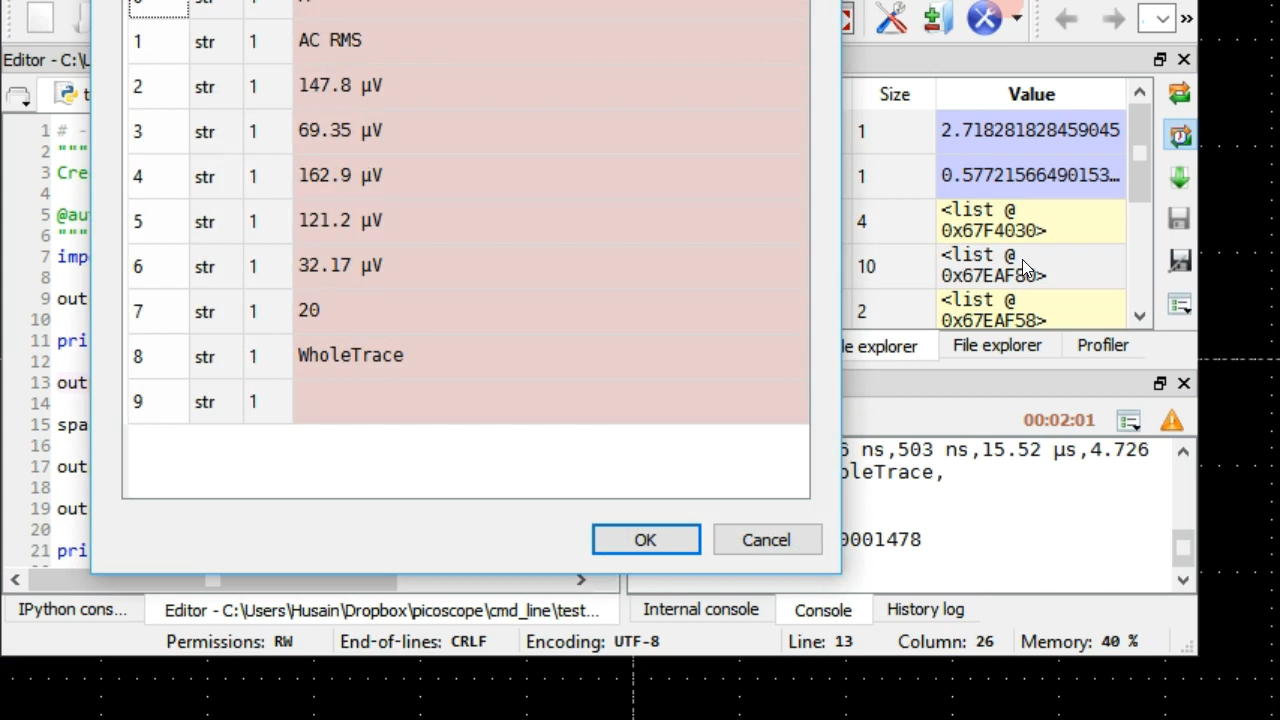 1 str 1 AC RMS
2 str 1 147.8 µV
3 str 1 69.35 µV
4 str 1 162.9 µV
5 str 1 121.2 µV
6 str 1 32.17 µV
7 str 1 20
8 str 1 WholeTrace
9 str 1
OK Cancel
Editor - C:\U
1 # -
2 """
3 Cre
4
5 @au
6 """
7 imp
8
9 out
10
11 pri
12
13 out
14
15 spa
16
17 out
18
19 out
20
21 pri
Size Value
1 2.718281828459045
1 0.57721566490153…
4 <list @
0x67F4030>
10 <list @
0x67EAF80>
2 <list @
0x67EAF58>
le explorer File explorer Profiler
00:02:01
6 ns,503 ns,15.52 µs,4.726
oleTrace,
0001478
IPython cons... Editor - C:\Users\Husain\Dropbox\picoscope\cmd_line\test... Internal console Console History log
Permissions: RW End-of-lines: CRLF Encoding: UTF-8 Line: 13 Column: 26 Memory: 40 %